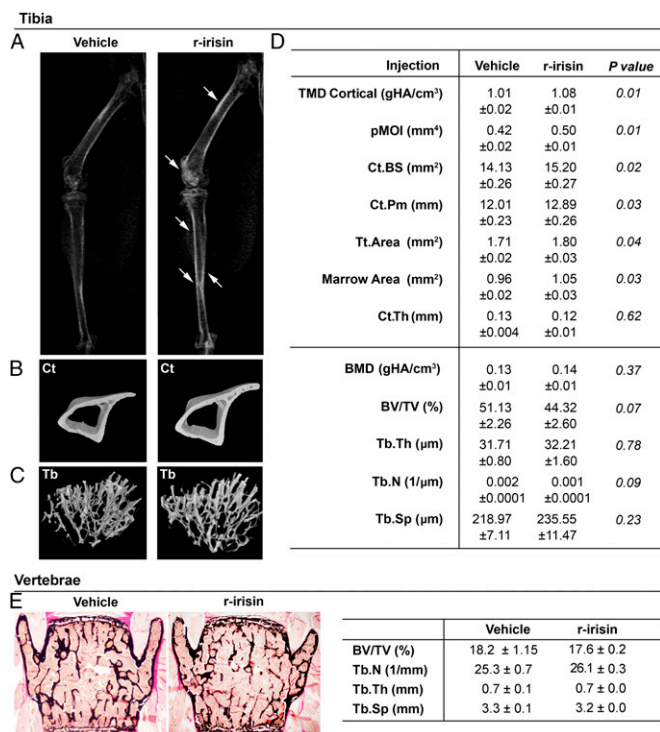 Tibia
A Vehicle r-irisin
B Ct Ct
C Tb Tb
D
Injection Vehicle r-irisin P value
TMD Cortical (gHA/cm³) 1.01 1.08 0.01
±0.02 ±0.01
pMOI (mm⁴) 0.42 0.50 0.01
±0.02 ±0.01
Ct.BS (mm²) 14.13 15.20 0.02
±0.26 ±0.27
Ct.Pm (mm) 12.01 12.89 0.03
±0.23 ±0.26
Tt.Area (mm²) 1.71 1.80 0.04
±0.02 ±0.03
Marrow Area (mm²) 0.96 1.05 0.03
±0.02 ±0.03
Ct.Th (mm) 0.13 0.12 0.62
±0.004 ±0.01
BMD (gHA/cm³) 0.13 0.14 0.37
±0.01 ±0.01
BV/TV (%) 51.13 44.32 0.07
±2.26 ±2.60
Tb.Th (µm) 31.71 32.21 0.78
±0.80 ±1.60
Tb.N (1/µm) 0.002 0.001 0.09
±0.0001 ±0.0001
Tb.Sp (µm) 218.97 235.55 0.23
±7.11 ±11.47
Vertebrae
E Vehicle r-irisin
Vehicle r-irisin
BV/TV (%) 18.2 ± 1.15 17.6 ± 0.2
Tb.N (1/mm) 25.3 ± 0.7 26.1 ± 0.3
Tb.Th (mm) 0.7 ± 0.1 0.7 ± 0.0
Tb.Sp (mm) 3.3 ± 0.1 3.2 ± 0.0